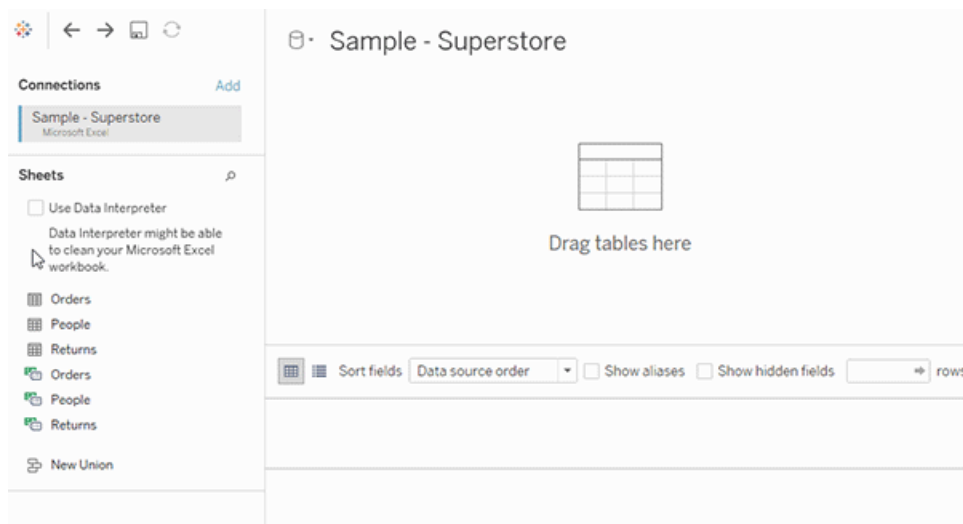 Sample - Superstore
Connections
Add
Sample - Superstore
Microsoft Excel
Sheets
Use Data Interpreter
Data Interpreter might be able
to clean your Microsoft Excel
workbook.
Orders
People
Returns
Orders
People
Returns
New Union
Drag tables here
Sort fields
Data source order
Show aliases
Show hidden fields
rows